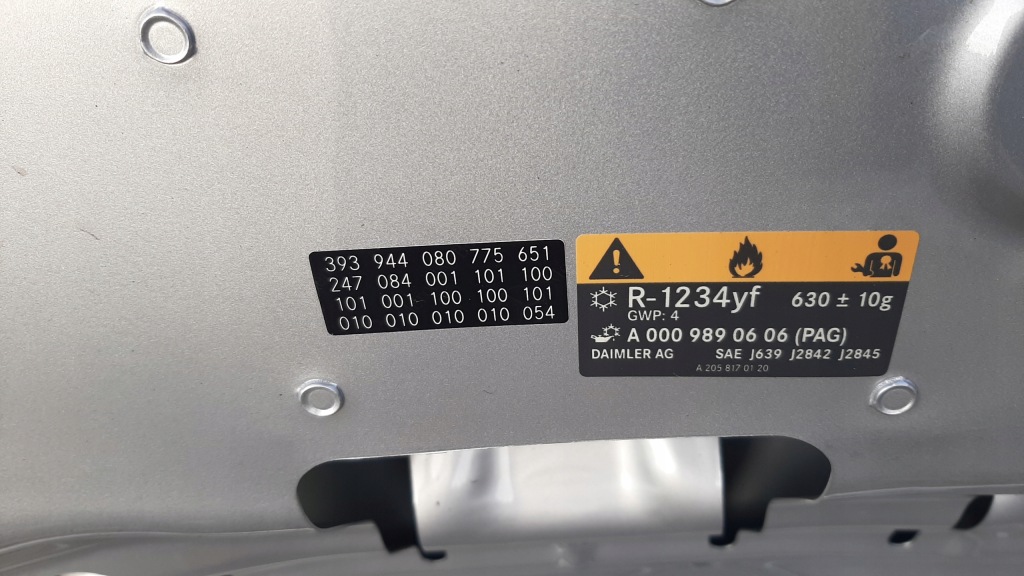 393 944 080 775 651
247 084 001 101 100
101 001 100 100 101
010 010 010 010 054
R-1234yf 630 ± 10g
GWP: 4
A 000 989 06 06 (PAG)
DAIMLER AG SAE J639 J2842 J2845
A 205 817 01 20